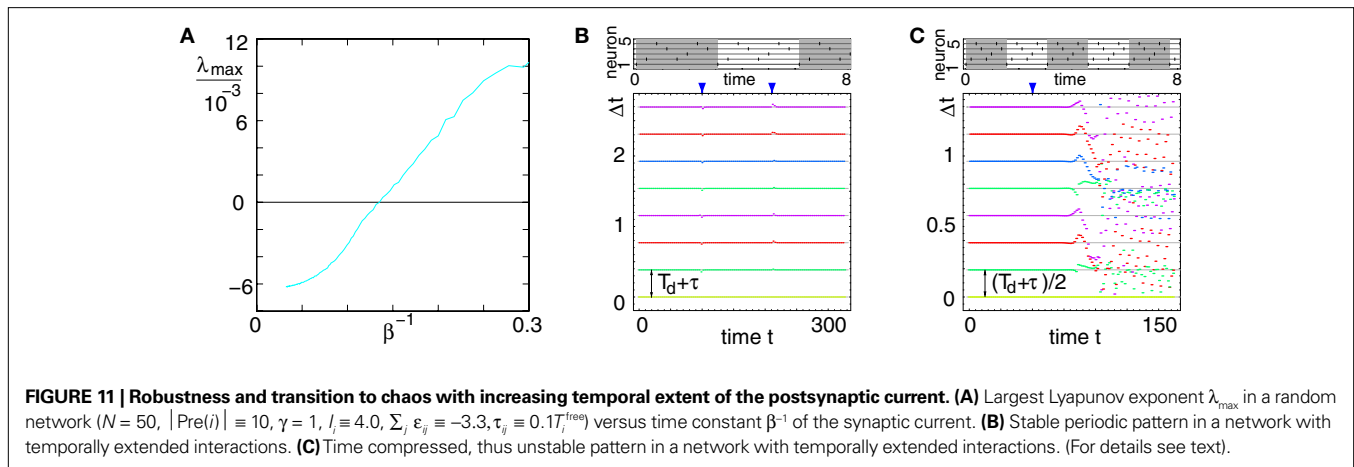 A
12
λmax
10⁻³
6
0
−6
0
β⁻¹
0.3
B
neuron
5
1
0
time
8
Δt
2
1
0
Td+τ
0
300
time t
C
neuron
5
1
0
time
8
Δt
1
0.5
0
(Td+τ)/2
0
150
time t
FIGURE 11 | Robustness and transition to chaos with increasing temporal extent of the postsynaptic current. (A) Largest Lyapunov exponent λmax in a random
network (N = 50, |Pre(i)| ≡ 10, γ = 1, Ii ≡ 4.0, ∑j εij ≡ −3.3, τij ≡ 0.1Ti^free) versus time constant β⁻¹ of the synaptic current. (B) Stable periodic pattern in a network with
temporally extended interactions. (C) Time compressed, thus unstable pattern in a network with temporally extended interactions. (For details see text).